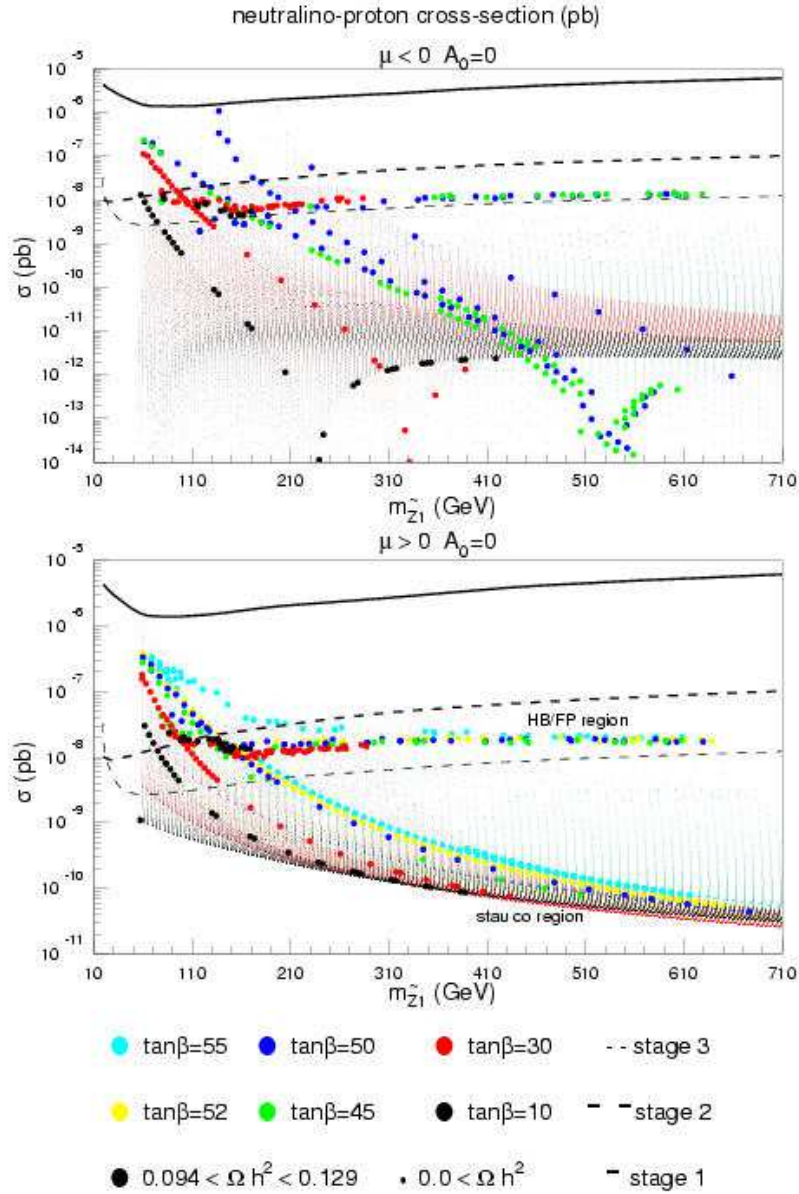 neutralino-proton cross-section (pb)
μ < 0 A₀=0
10⁻⁵
10⁻⁶
10⁻⁷
10⁻⁸
10⁻⁹
10⁻¹⁰
10⁻¹¹
10⁻¹²
10⁻¹³
10⁻¹⁴
σ (pb)
10 110 210 310 410 510 610 710
m_Z̃1 (GeV)
μ > 0 A₀=0
10⁻⁵
10⁻⁶
10⁻⁷
10⁻⁸
10⁻⁹
10⁻¹⁰
10⁻¹¹
σ (pb)
HB/FP region
stau co region
10 110 210 310 410 510 610 710
m_Z̃1 (GeV)
tanβ=55 tanβ=50 tanβ=30 stage 3
tanβ=52 tanβ=45 tanβ=10 stage 2
0.094 < Ω h² < 0.129 0.0 < Ω h² stage 1